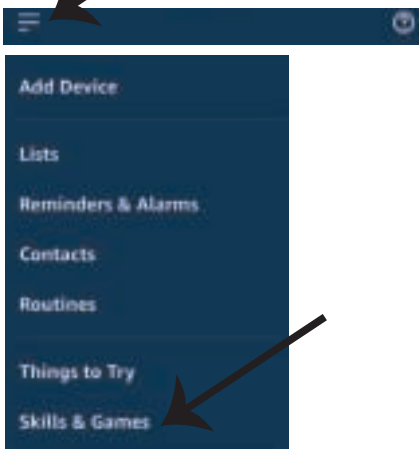 Add Device
Lists
Reminders & Alarms
Contacts
Routines
Things to Try
Skills & Games